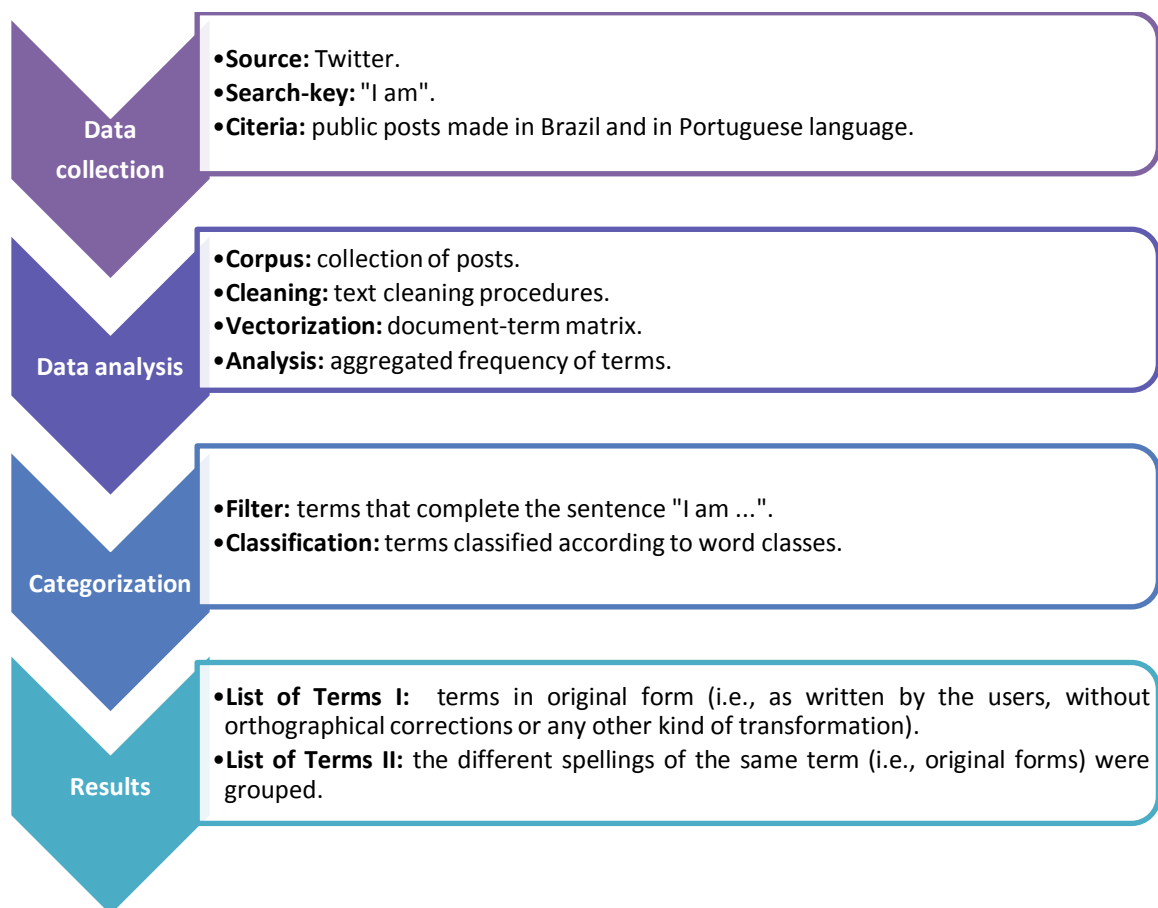 Data
collection
•Source: Twitter.
•Search-key: "I am".
•Citeria: public posts made in Brazil and in Portuguese language.
Data analysis
•Corpus: collection of posts.
•Cleaning: text cleaning procedures.
•Vectorization: document-term matrix.
•Analysis: aggregated frequency of terms.
Categorization
•Filter: terms that complete the sentence "I am ...".
•Classification: terms classified according to word classes.
Results
•List of Terms I: terms in original form (i.e., as written by the users, without
orthographical corrections or any other kind of transformation).
•List of Terms II: the different spellings of the same term (i.e., original forms) were
grouped.